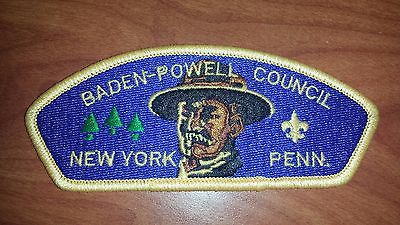 BADEN-POWELL COUNCIL
NEW YORK PENN.